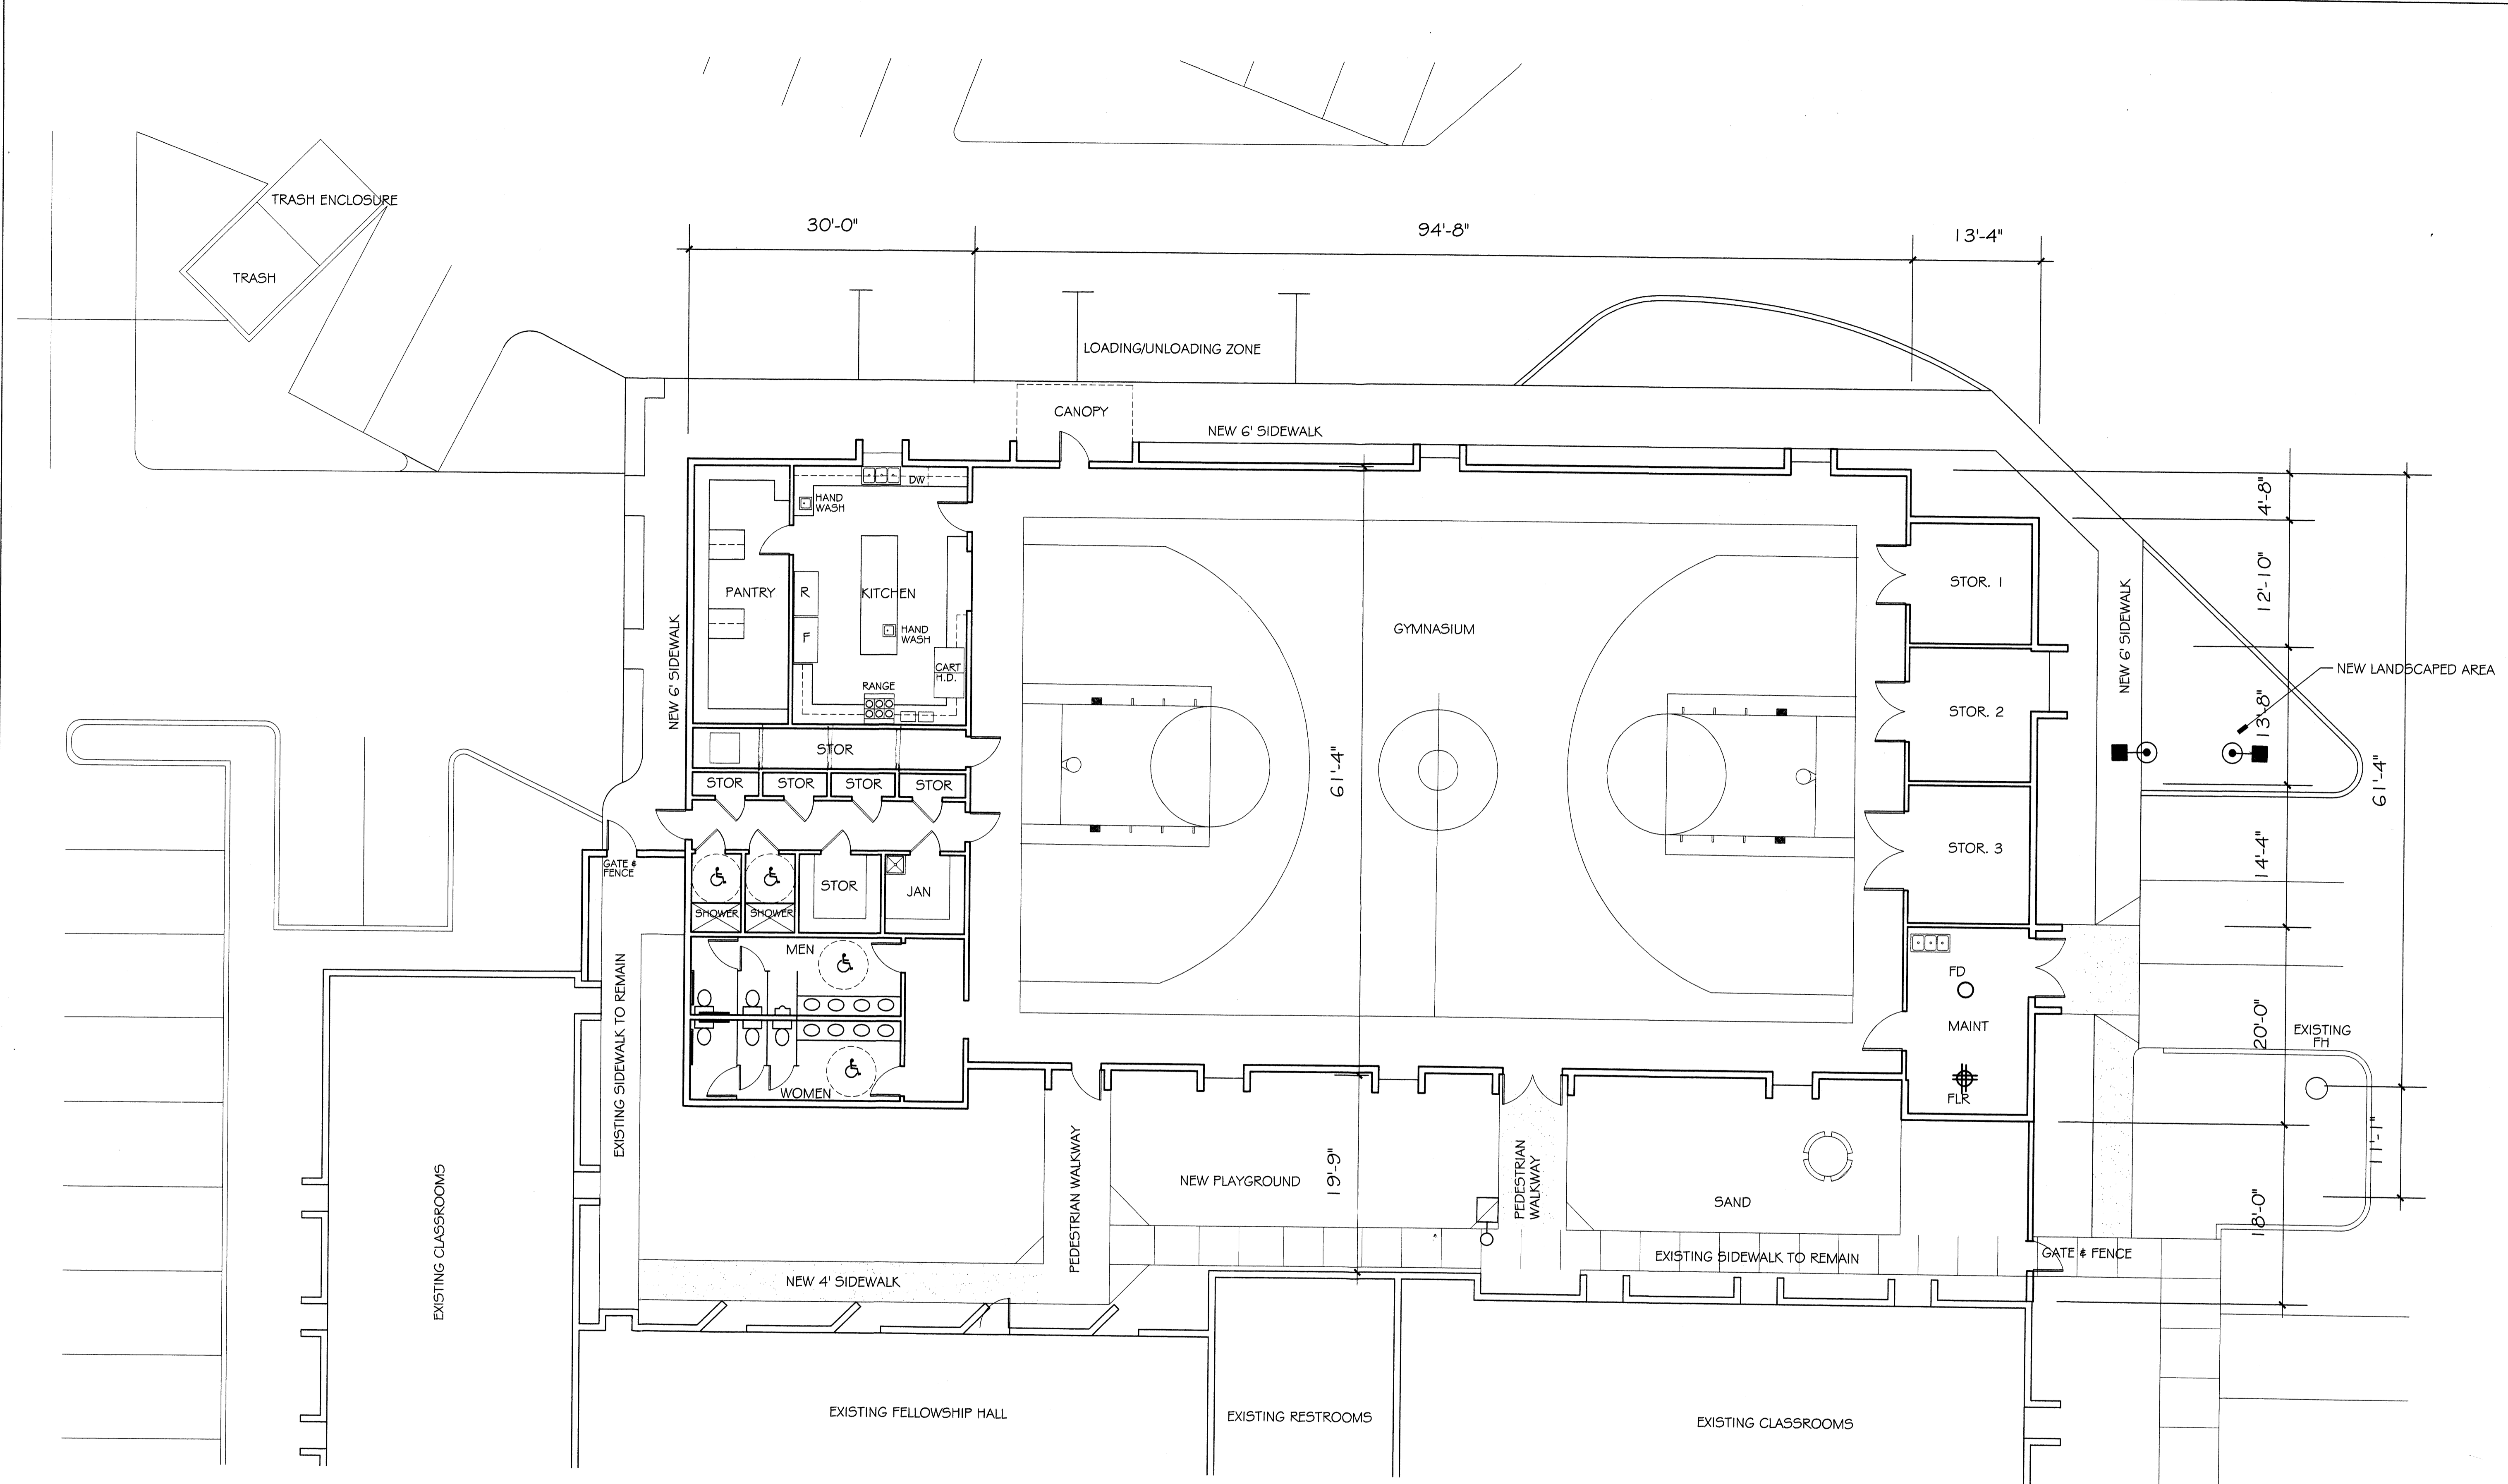 TRASH ENCLOSURE
TRASH
30'-0"
94'-8"
13'-4"
LOADING/UNLOADING ZONE
CANOPY
NEW 6' SIDEWALK
DW
HAND
WASH
PANTRY
R
F
KITCHEN
HAND
WASH
CART
H.D.
RANGE
NEW 6' SIDEWALK
GYMNASIUM
61'-4"
STOR. 1
STOR. 2
STOR. 3
NEW 6' SIDEWALK
NEW LANDSCAPED AREA
4'-8"
12'-10"
13'-8"
14'-4"
20'-0"
18'-0"
61'-4"
11'-1"
STOR
STOR
STOR
STOR
STOR
GATE &
FENCE
SHOWER
SHOWER
STOR
JAN
MEN
WOMEN
FD
MAINT
FLR
EXISTING
FH
EXISTING SIDEWALK TO REMAIN
EXISTING CLASSROOMS
PEDESTRIAN WALKWAY
NEW PLAYGROUND
19'-9"
PEDESTRIAN
WALKWAY
SAND
EXISTING SIDEWALK TO REMAIN
GATE & FENCE
NEW 4' SIDEWALK
EXISTING FELLOWSHIP HALL
EXISTING RESTROOMS
EXISTING CLASSROOMS